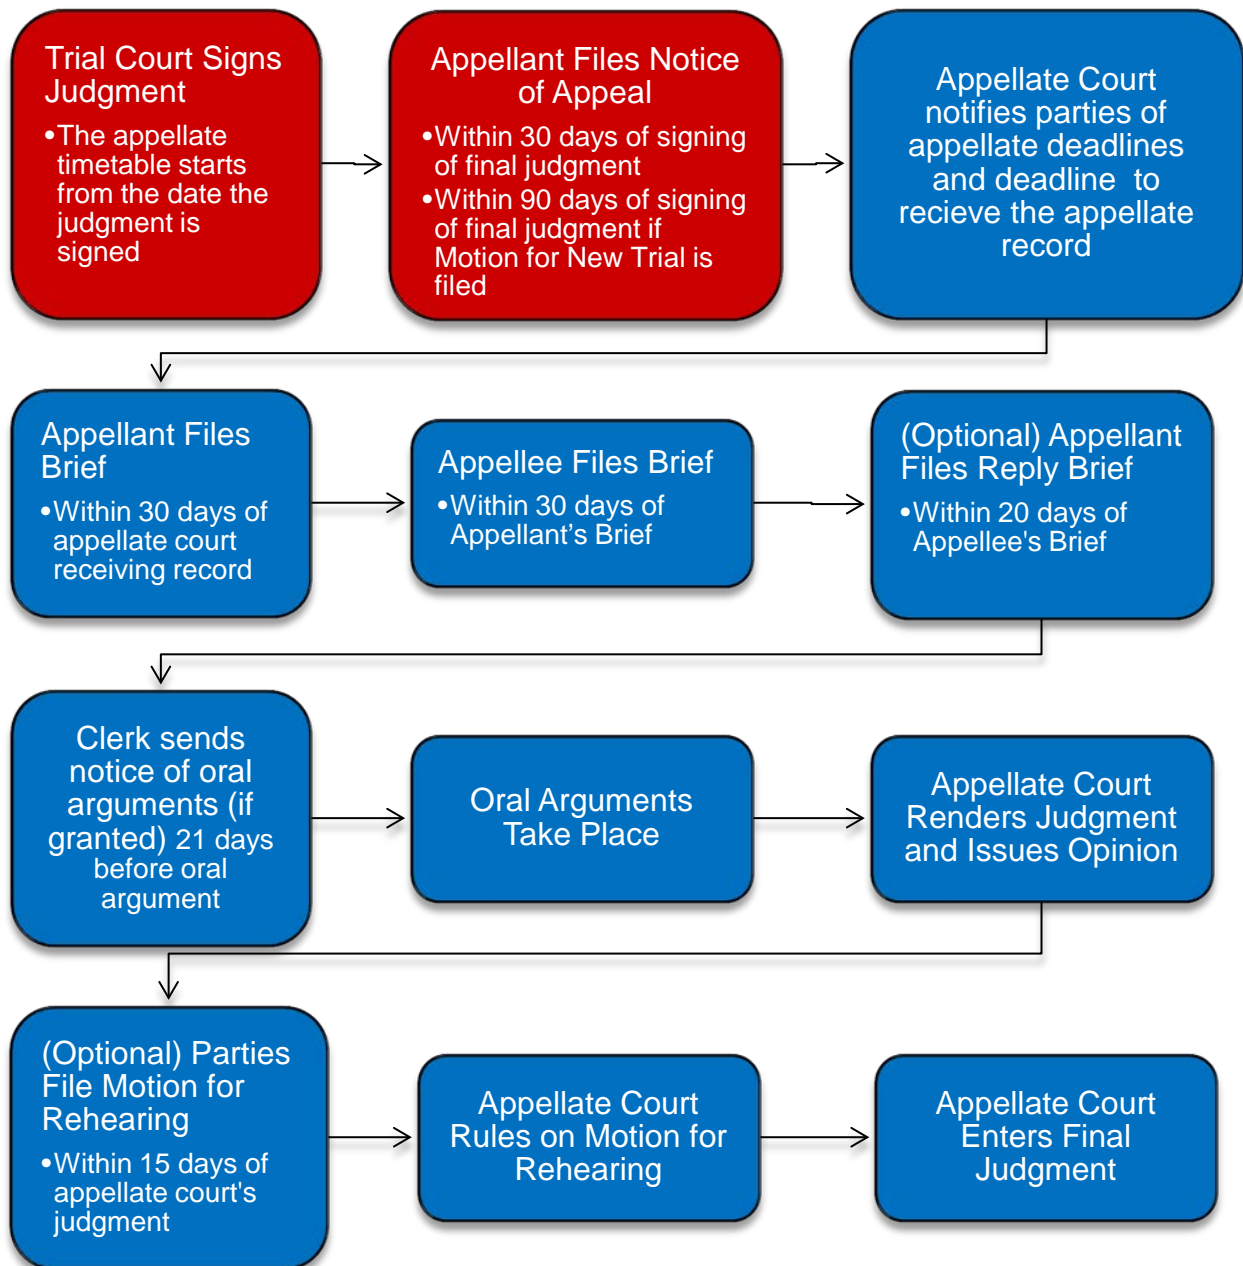 Trial Court Signs
Judgment
•The appellate
timetable starts
from the date the
judgment is
signed
Appellant Files Notice
of Appeal
•Within 30 days of signing
of final judgment
•Within 90 days of signing
of final judgment if
Motion for New Trial is
filed
Appellate Court
notifies parties of
appellate deadlines
and deadline to
recieve the appellate
record
Appellant Files
Brief
•Within 30 days of
appellate court
receiving record
Appellee Files Brief
•Within 30 days of
Appellant’s Brief
(Optional) Appellant
Files Reply Brief
•Within 20 days of
Appellee's Brief
Clerk sends
notice of oral
arguments (if
granted) 21 days
before oral
argument
Oral Arguments
Take Place
Appellate Court
Renders Judgment
and Issues Opinion
(Optional) Parties
File Motion for
Rehearing
•Within 15 days of
appellate court's
judgment
Appellate Court
Rules on Motion for
Rehearing
Appellate Court
Enters Final
Judgment